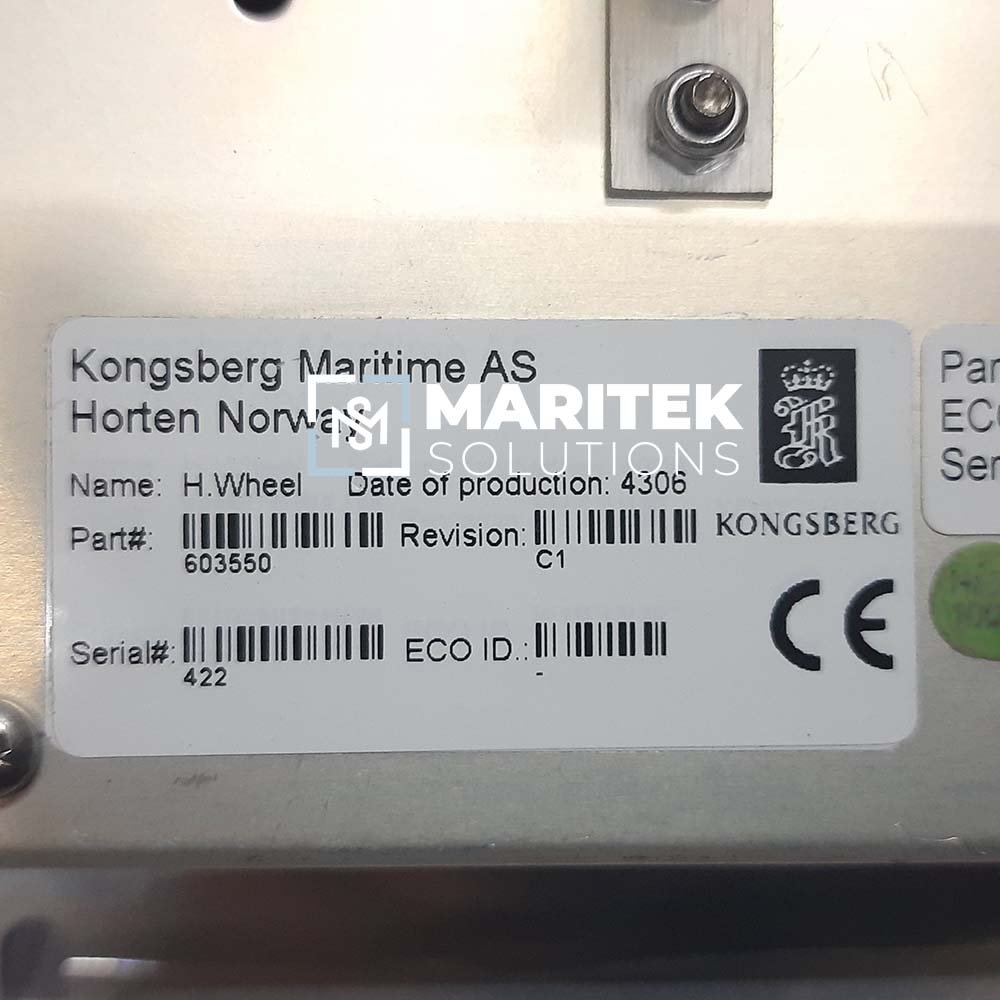 Kongsberg Maritime AS
Horten Norway
MS MARITEK
SOLUTIONS
Name: H.Wheel Date of production: 4306
Part#: Revision:
603550 C1
KONGSBERG
Serial#: ECO ID.:
422 -
CE
Par
ECO
Ser